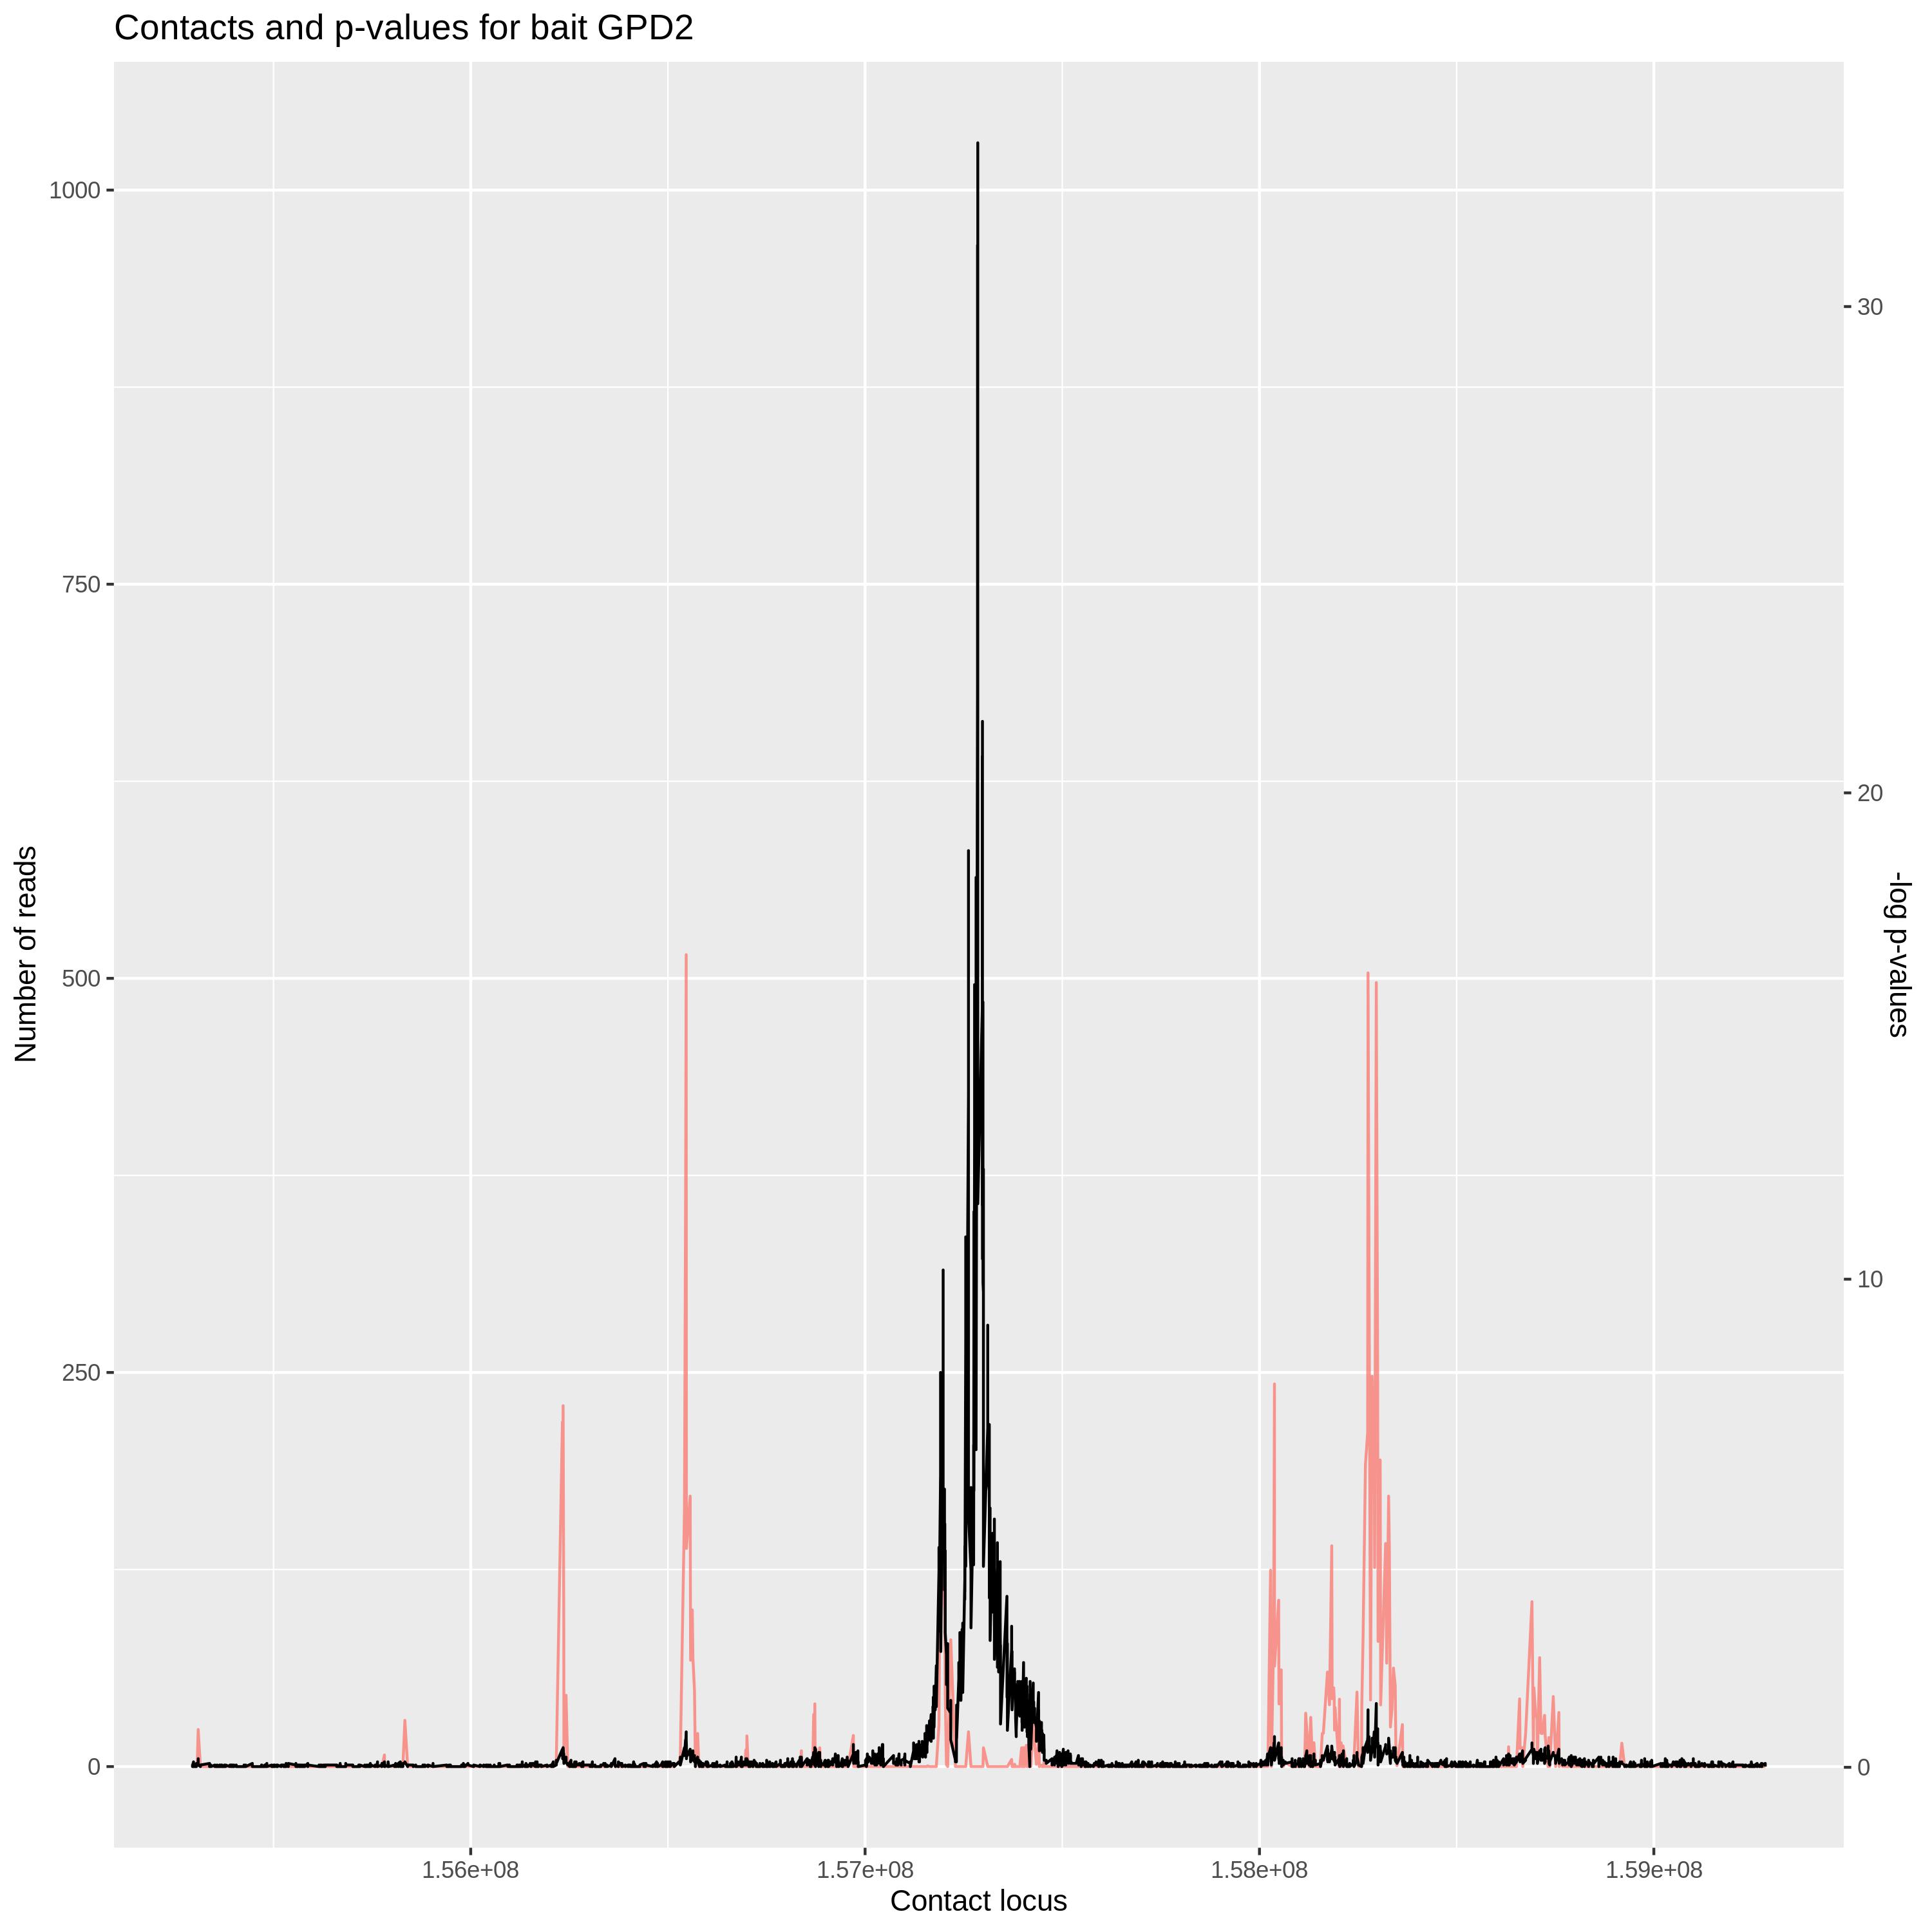 Contacts and p-values for bait GPD2
1000
750
500
250
0
Number of reads
30
20
10
0
-log p-values
1.56e+08
1.57e+08
1.58e+08
1.59e+08
Contact locus